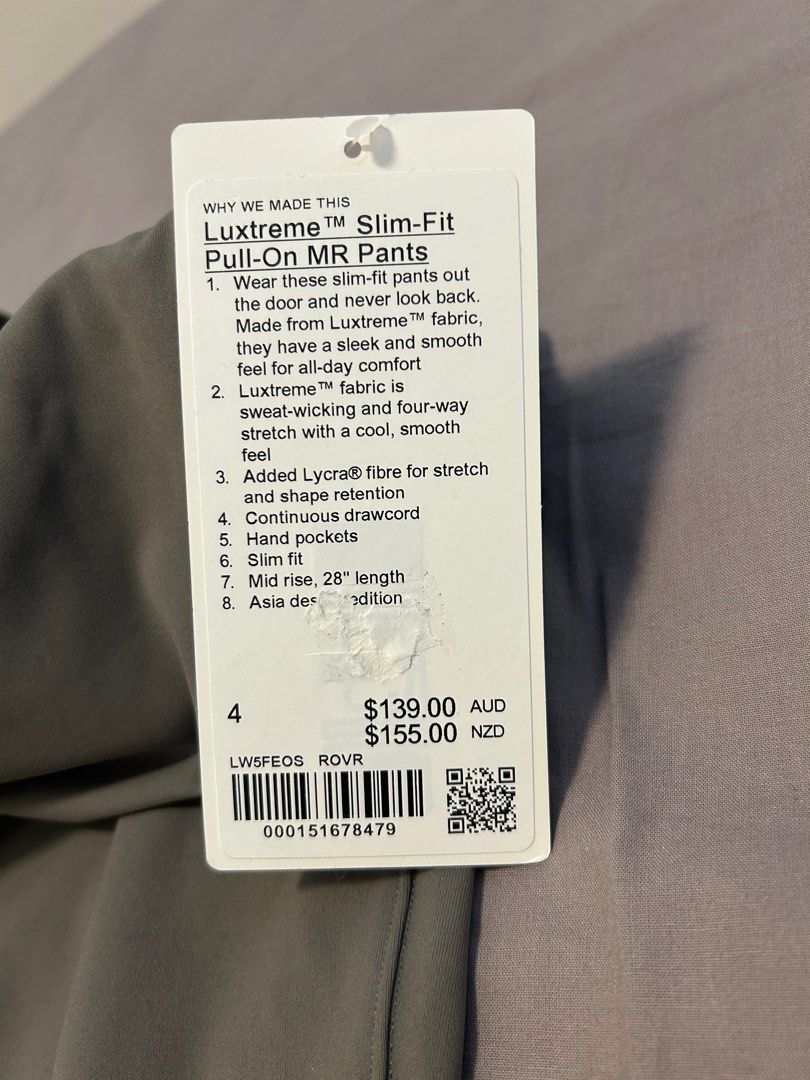 WHY WE MADE THIS
Luxtreme™ Slim-Fit
Pull-On MR Pants
1. Wear these slim-fit pants out
the door and never look back.
Made from Luxtreme™ fabric,
they have a sleek and smooth
feel for all-day comfort
2. Luxtreme™ fabric is
sweat-wicking and four-way
stretch with a cool, smooth
feel
3. Added Lycra® fibre for stretch
and shape retention
4. Continuous drawcord
5. Hand pockets
6. Slim fit
7. Mid rise, 28" length
8. Asia edition
4 $139.00 AUD
$155.00 NZD
LW5FEOS ROVR
000151678479